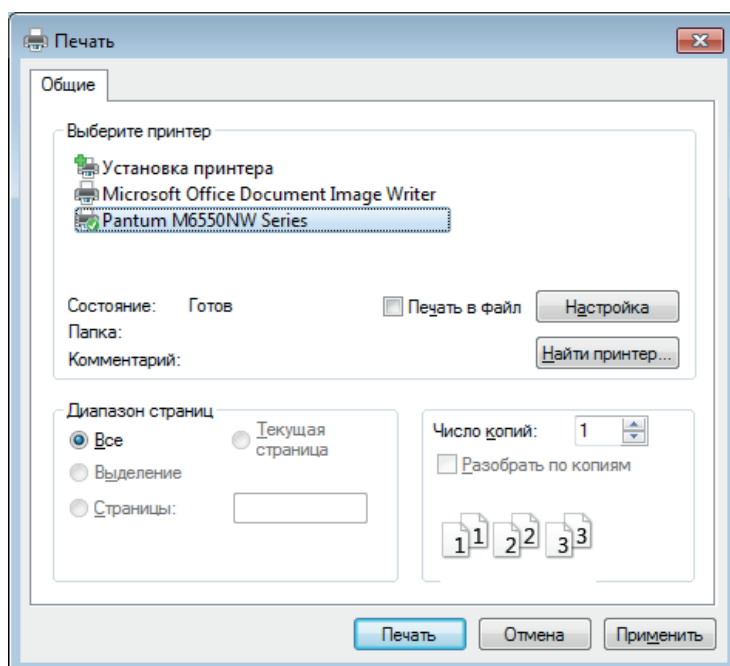 Печать
Общие
Выберите принтер
Установка принтера
Microsoft Office Document Image Writer
Pantum M6550NW Series
Состояние: Готов
Печать в файл
Настройка
Папка:
Комментарий:
Найти принтер...
Диапазон страниц
Все
Текущая страница
Выделение
Страницы:
Число копий: 1
Разобрать по копиям
1 1 2 2 3 3
Печать Отмена Применить